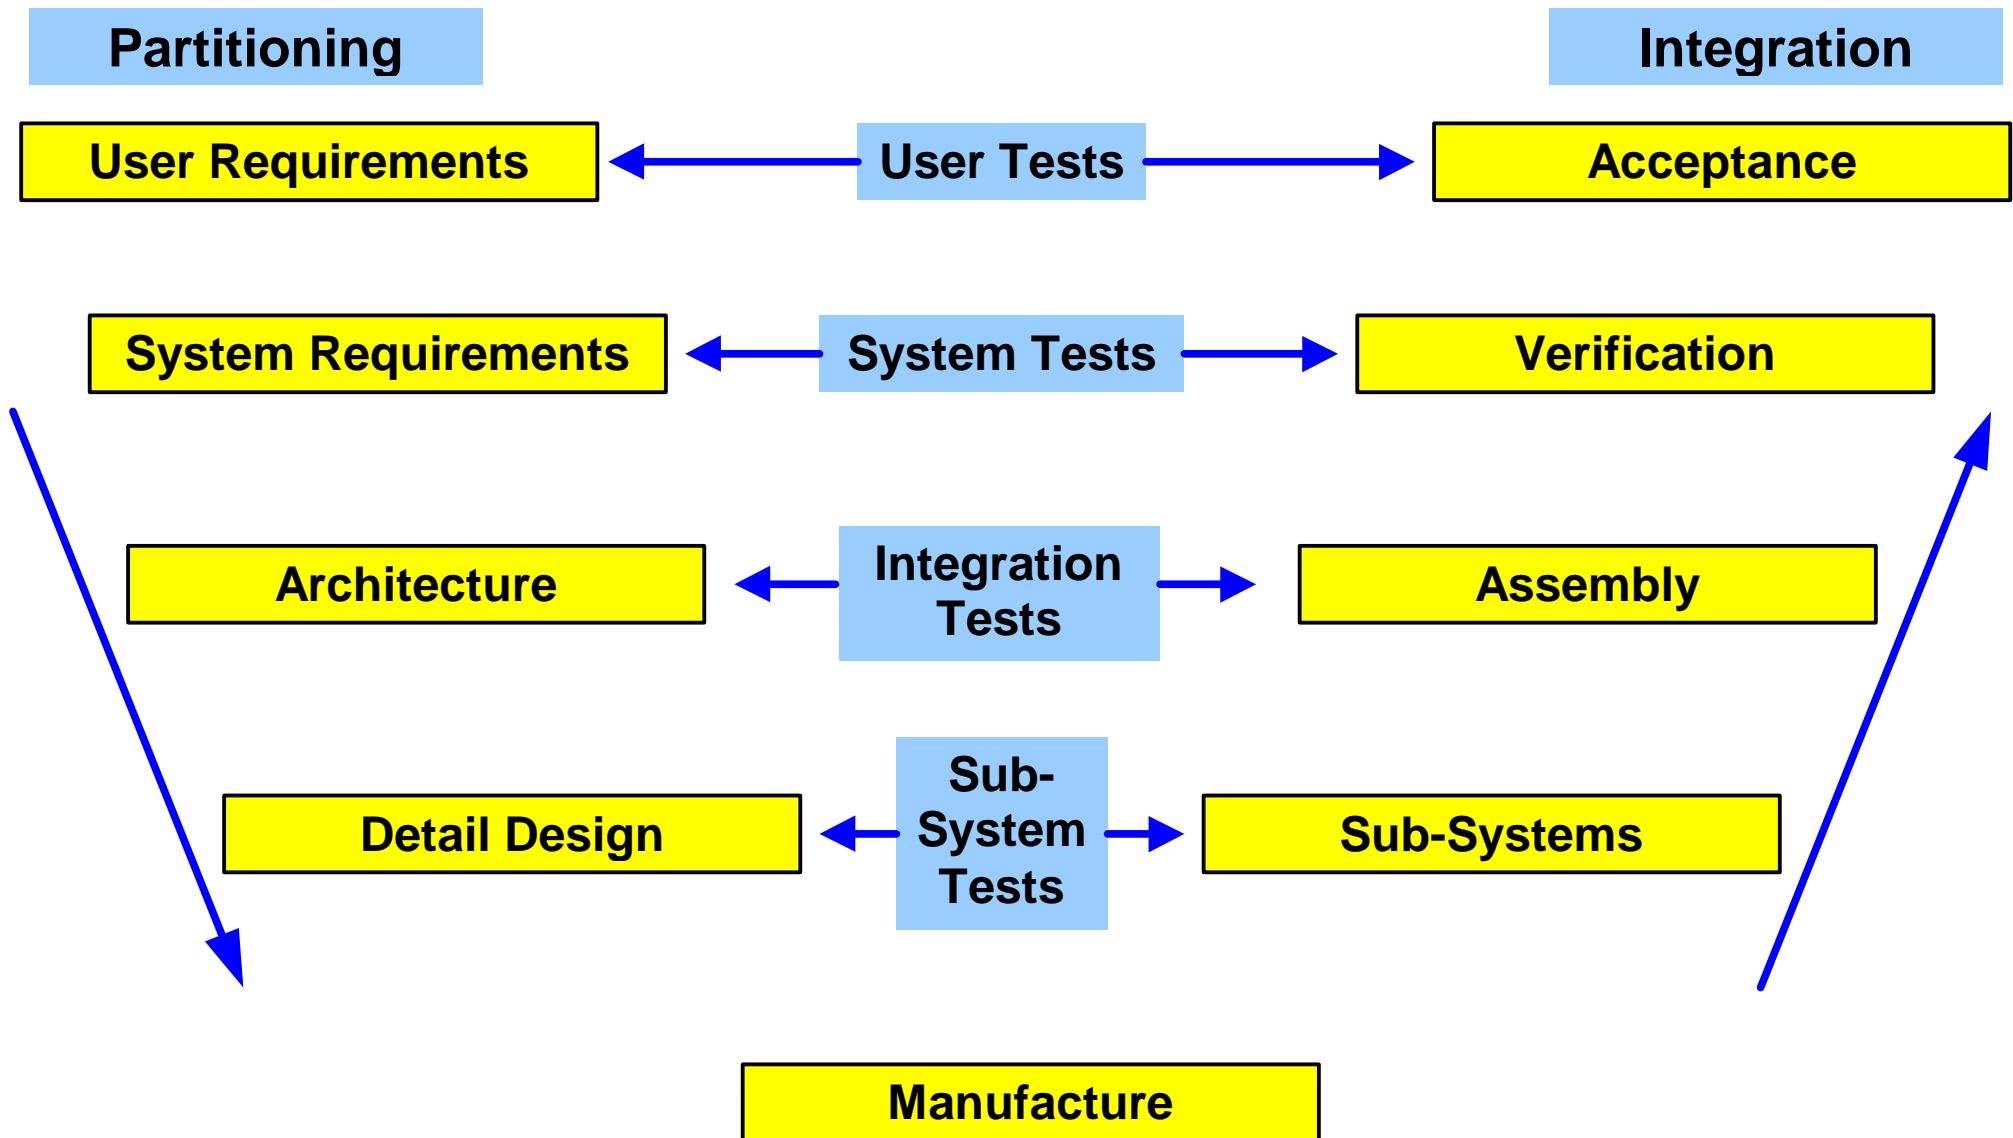 Partitioning
Integration
User Requirements
User Tests
Acceptance
System Requirements
System Tests
Verification
Architecture
Integration
Tests
Assembly
Detail Design
Sub-
System
Tests
Sub-Systems
Manufacture